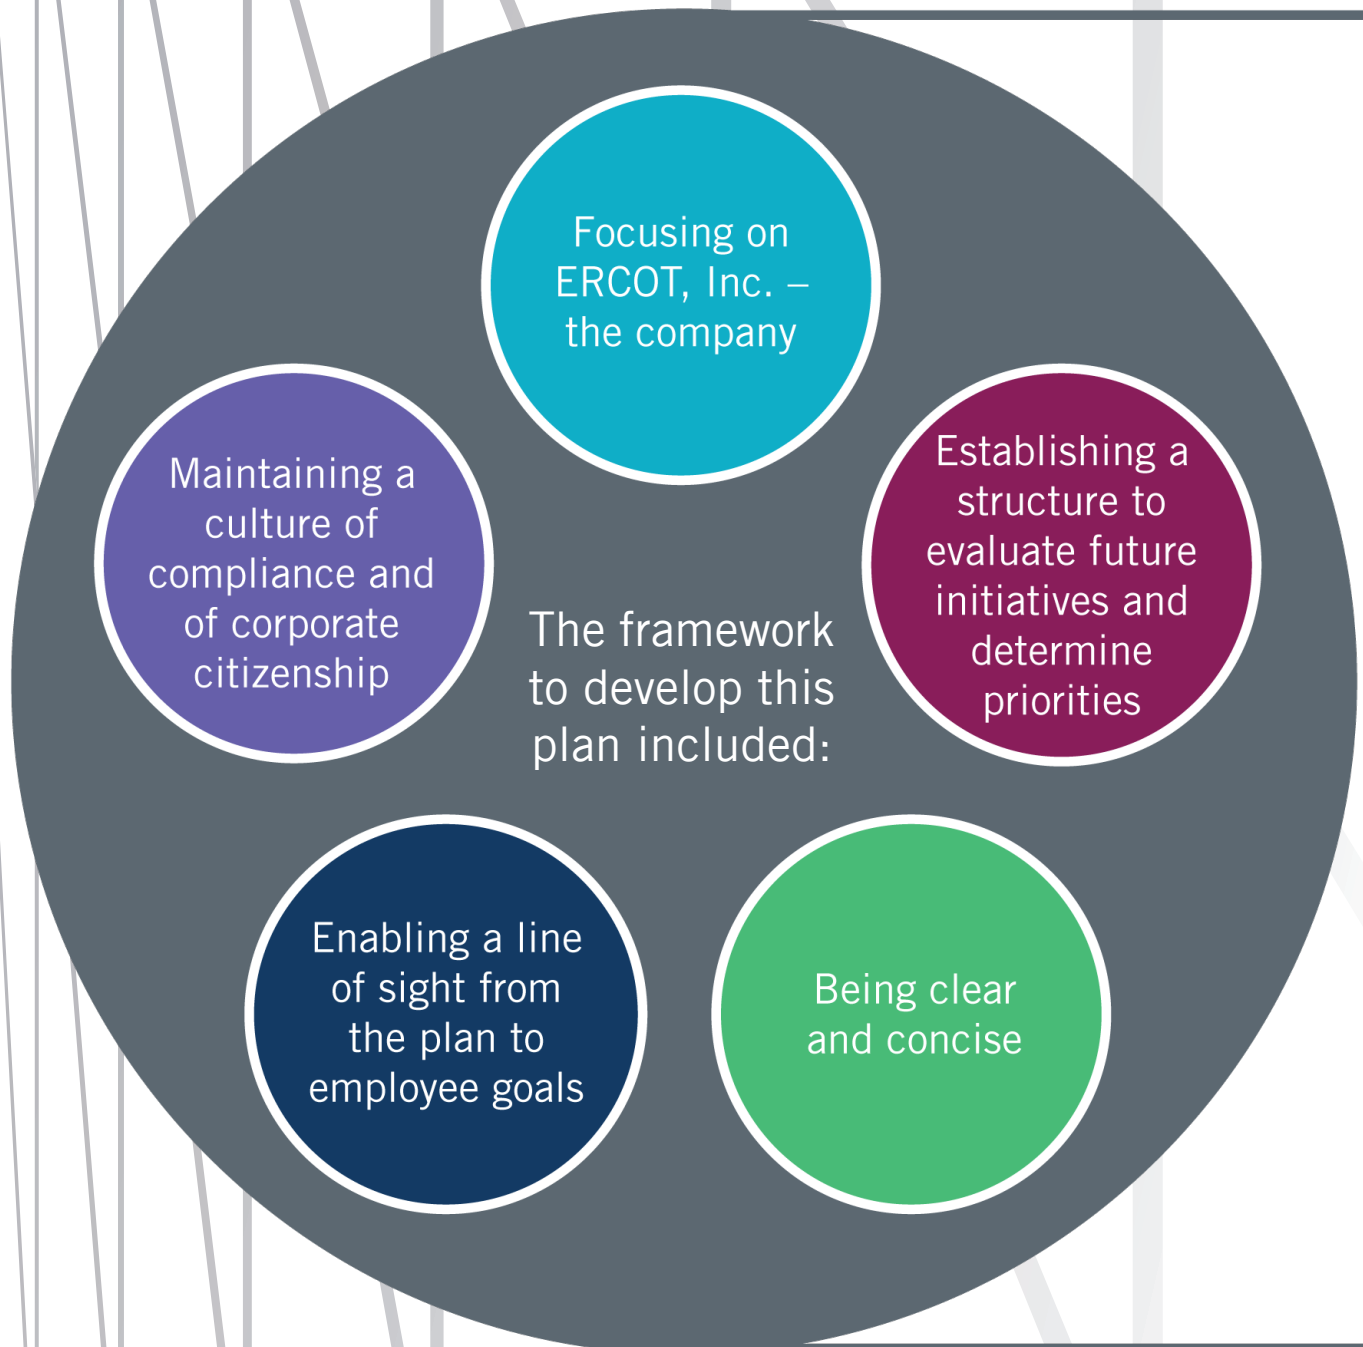 The framework
to develop this
plan included:
Focusing on
ERCOT, Inc. –
the company
Establishing a
structure to
evaluate future
initiatives and
determine
priorities
Being clear
and concise
Enabling a line
of sight from
the plan to
employee goals
Maintaining a
culture of
compliance and
of corporate
citizenship